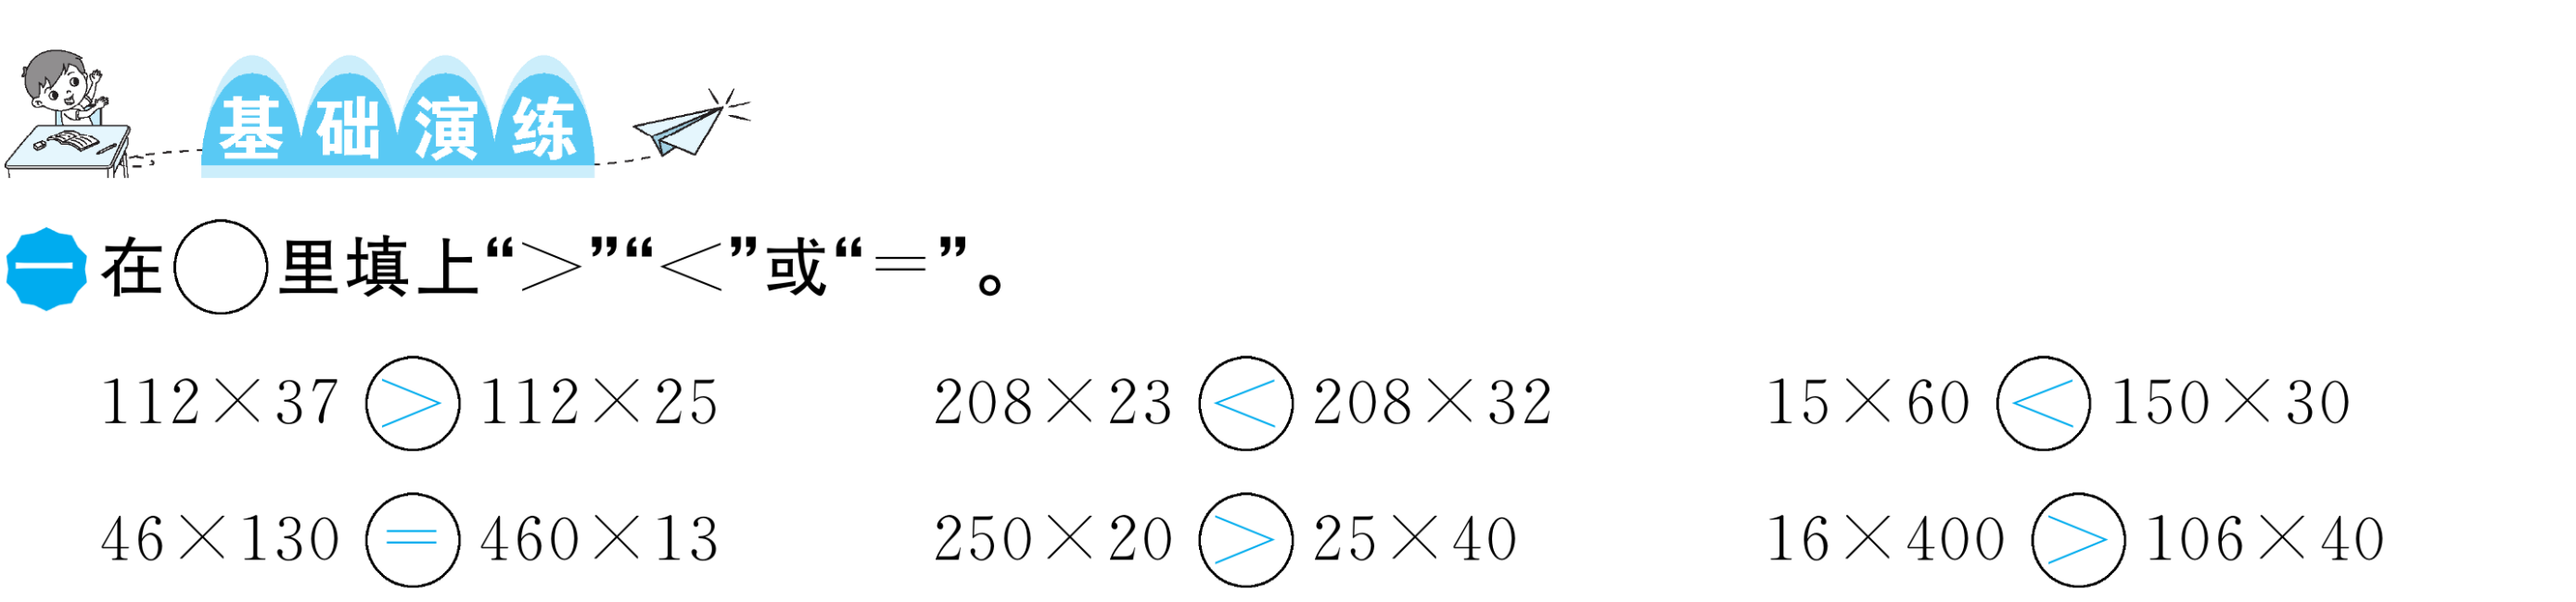 基础演练
一 在○里填上“>”“<”或“=”。
112×37 > 112×25 208×23 < 208×32 15×60 < 150×30
46×130 = 460×13 250×20 > 25×40 16×400 > 106×40